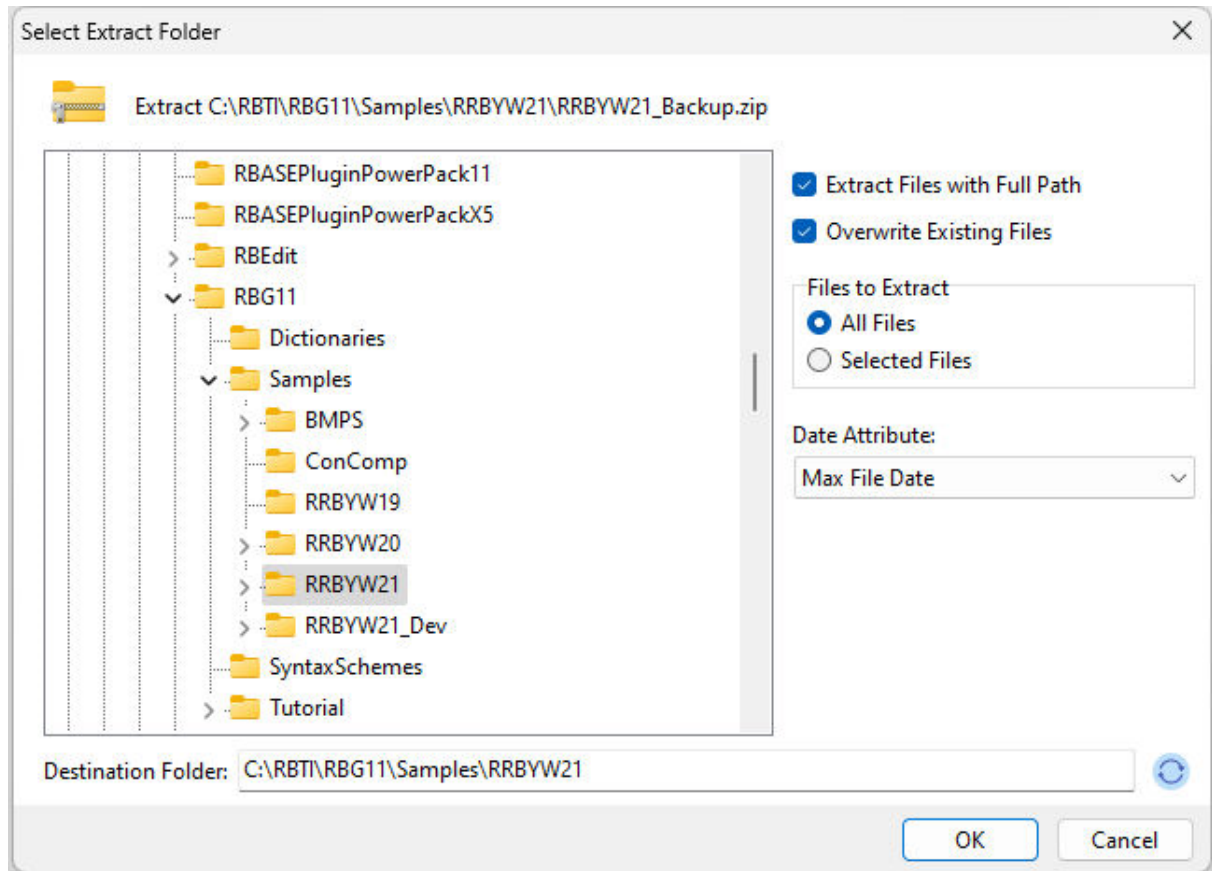 Select Extract Folder
Extract C:\RBTI\RBG11\Samples\RRBYW21\RRBYW21_Backup.zip
RBASEPluginPowerPack11
RBASEPluginPowerPackX5
RBEdit
RBG11
Dictionaries
Samples
BMPS
ConComp
RRBYW19
RRBYW20
RRBYW21
RRBYW21_Dev
SyntaxSchemes
Tutorial
Extract Files with Full Path
Overwrite Existing Files
Files to Extract
All Files
Selected Files
Date Attribute:
Max File Date
Destination Folder: C:\RBTI\RBG11\Samples\RRBYW21
OK Cancel